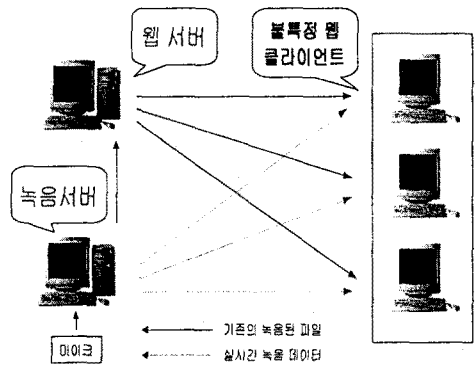 웹 서버
불특정 웹
클라이언트
녹음서버
마이크
기존의 녹음된 파일
실시간 녹음 데이터